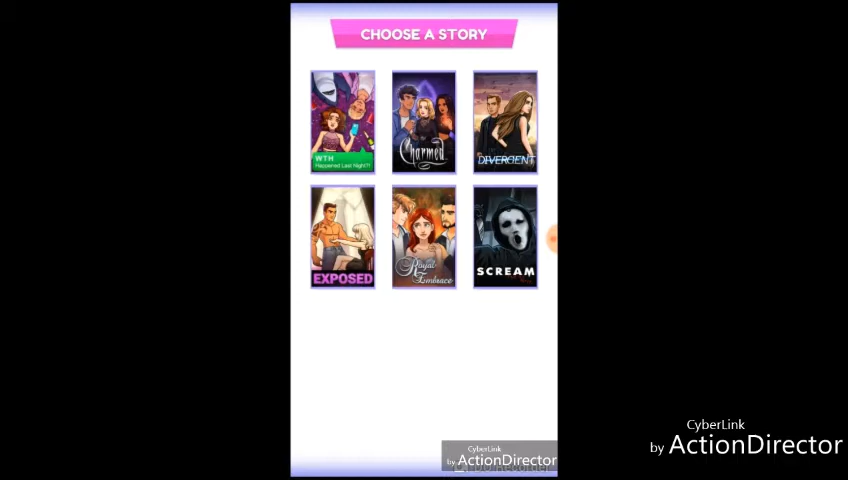 CHOOSE A STORY
WTH
Happened Last Night?!
Charmed
DIVERGENT
EXPOSED
Royal
Embrace
SCREAM
CyberLink
by ActionDirector
CyberLink
by ActionDirector